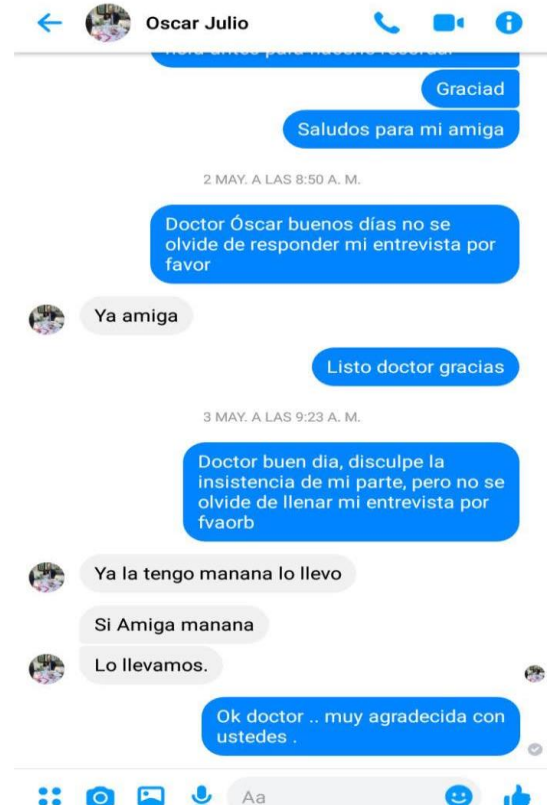 Oscar Julio
Graciad
Saludos para mi amiga
2 MAY. A LAS 8:50 A. M.
Doctor Óscar buenos días no se
olvide de responder mi entrevista por
favor
Ya amiga
Listo doctor gracias
3 MAY. A LAS 9:23 A. M.
Doctor buen dia, disculpe la
insistencia de mi parte, pero no se
olvide de llenar mi entrevista por
fvaorb
Ya la tengo manana lo llevo
Si Amiga manana
Lo llevamos.
Ok doctor .. muy agradecida con
ustedes .
Aa